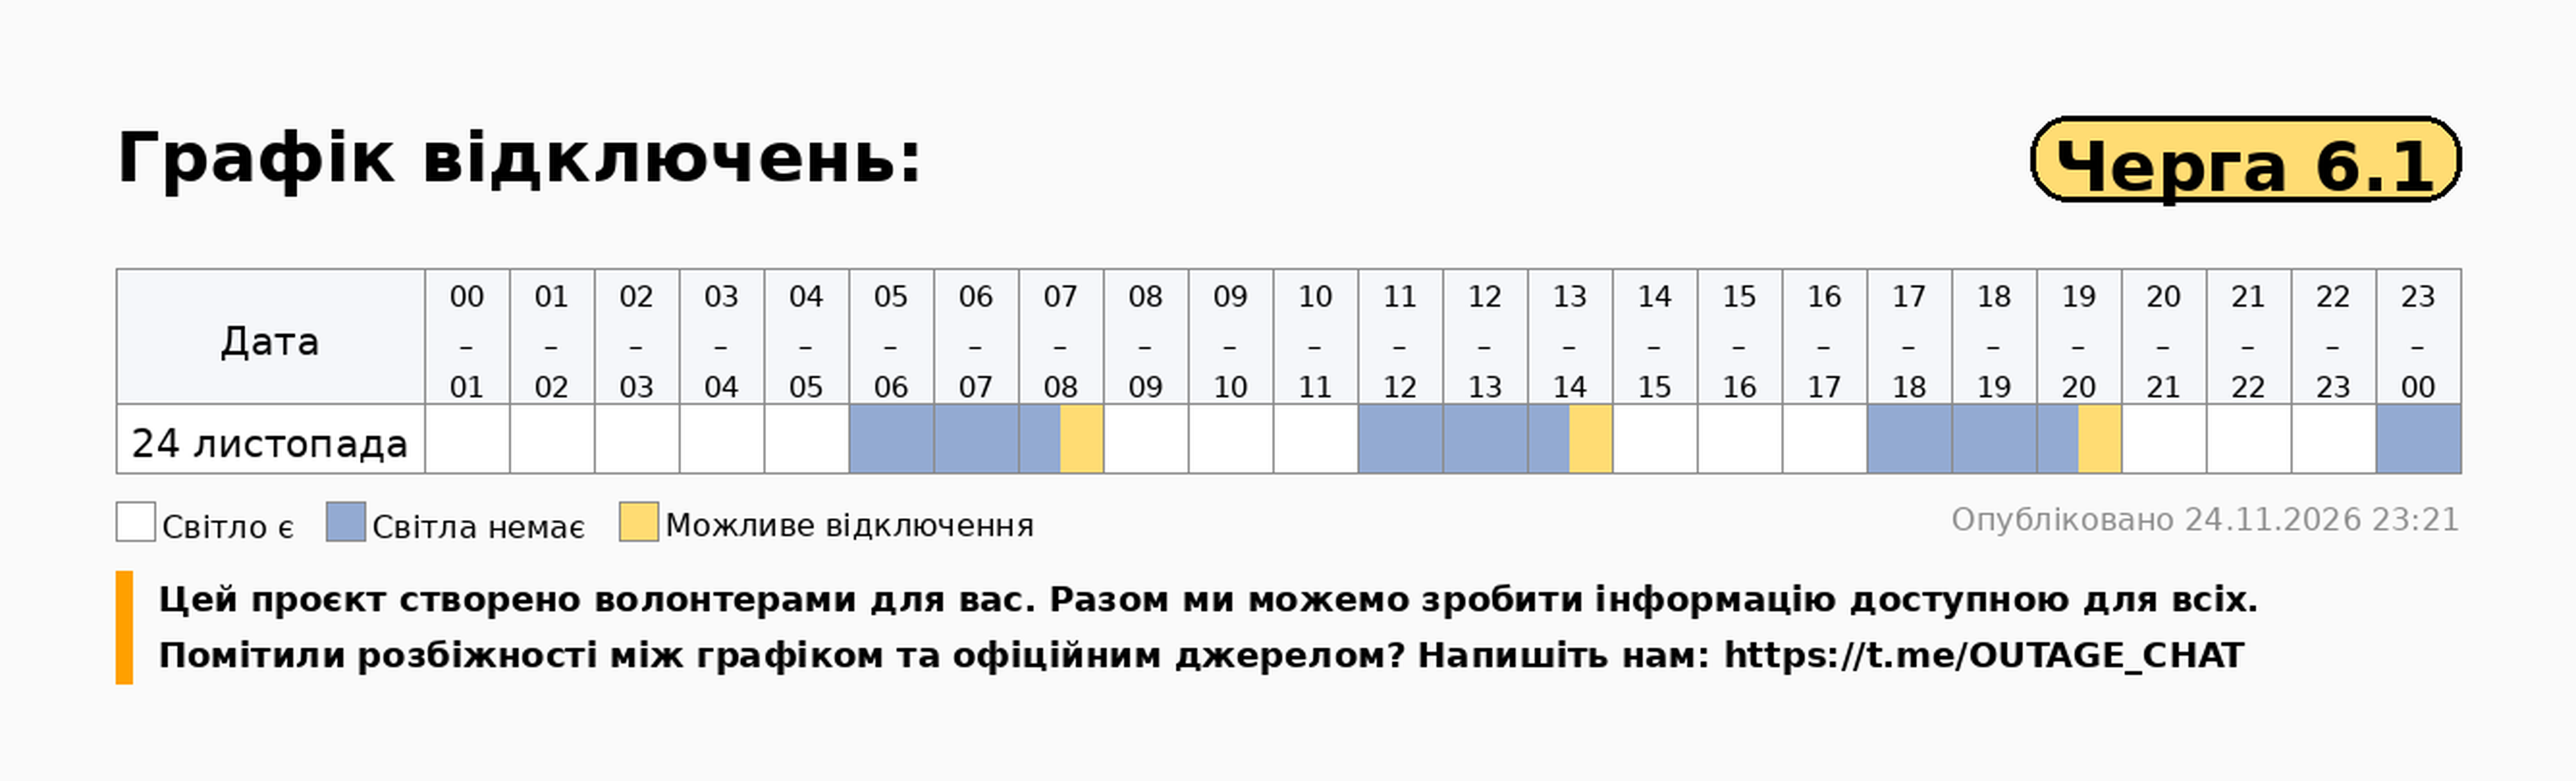 Графік відключень:
Черга 6.1
Дата
00 – 01
01 – 02
02 – 03
03 – 04
04 – 05
05 – 06
06 – 07
07 – 08
08 – 09
09 – 10
10 – 11
11 – 12
12 – 13
13 – 14
14 – 15
15 – 16
16 – 17
17 – 18
18 – 19
19 – 20
20 – 21
21 – 22
22 – 23
23 – 00
24 листопада
Світло є
Світла немає
Можливе відключення
Опубліковано 24.11.2026 23:21
Цей проєкт створено волонтерами для вас. Разом ми можемо зробити інформацію доступною для всіх.
Помітили розбіжності між графіком та офіційним джерелом? Напишіть нам: https://t.me/OUTAGE_CHAT